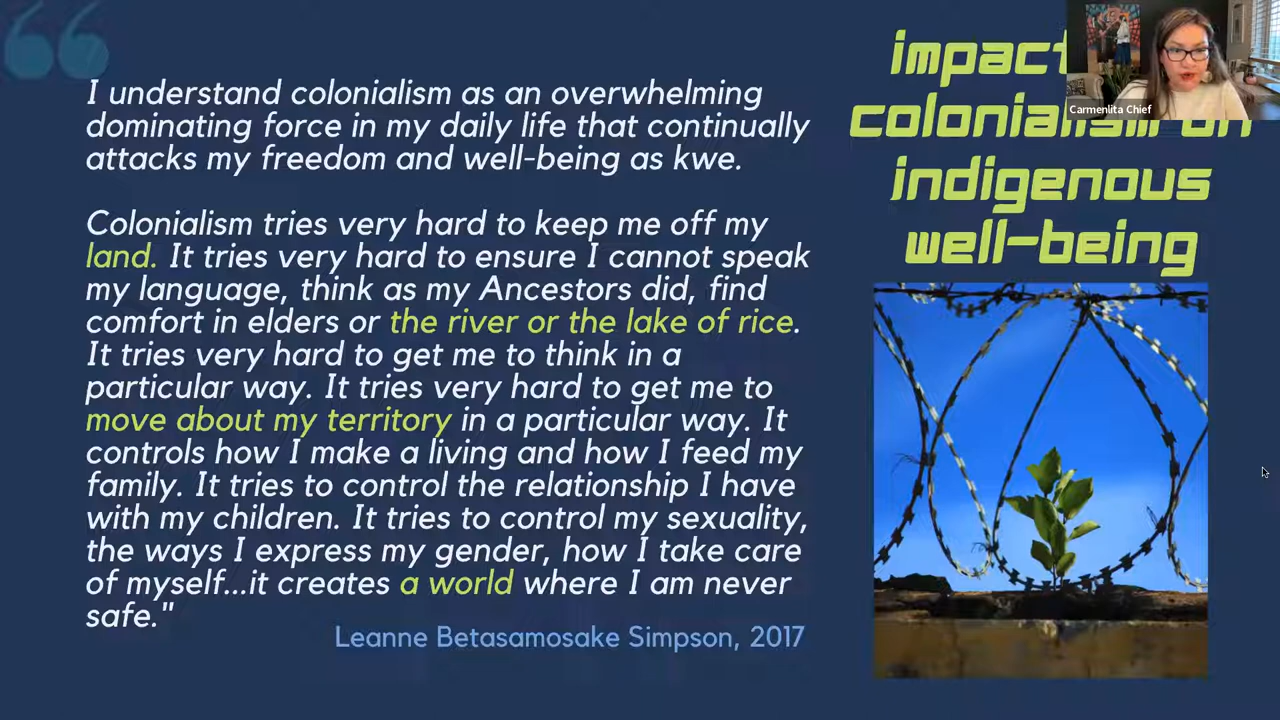 I understand colonialism as an overwhelming
dominating force in my daily life that continually
attacks my freedom and well-being as kwe.
Colonialism tries very hard to keep me off my
land. It tries very hard to ensure I cannot speak
my language, think as my Ancestors did, find
comfort in elders or the river or the lake of rice.
It tries very hard to get me to think in a
particular way. It tries very hard to get me to
move about my territory in a particular way. It
controls how I make a living and how I feed my
family. It tries to control the relationship I have
with my children. It tries to control my sexuality,
the ways I express my gender, how I take care
of myself...it creates a world where I am never
safe."
Leanne Betasamosake Simpson, 2017
impact
colonialism on
indigenous
well-being
Carmenlita Chief